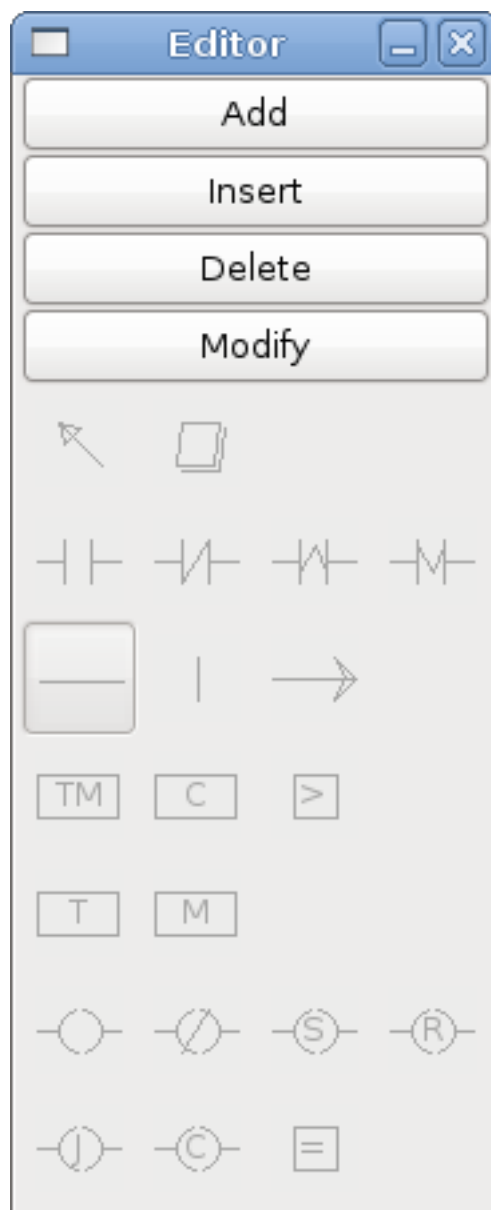 Editor
Add
Insert
Delete
Modify
TM C >
T M
S R
J C =